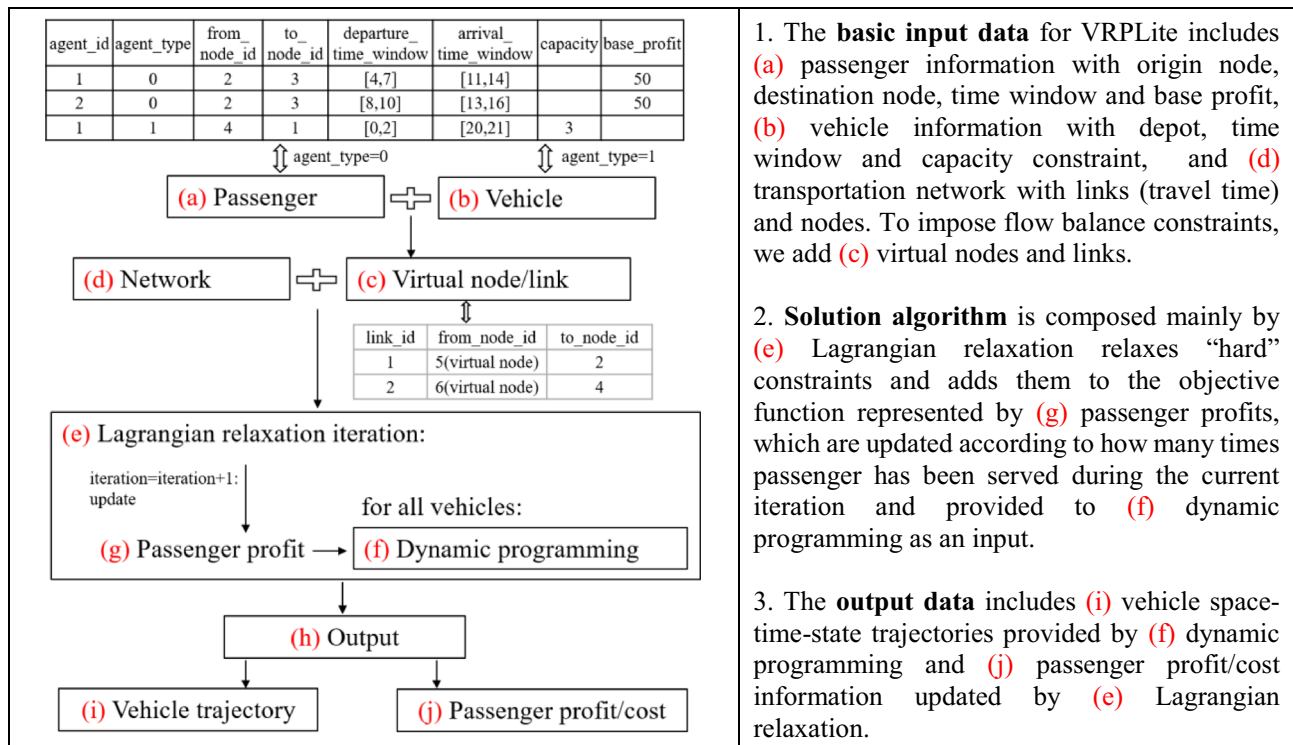 agent_id agent_type from_node_id to_node_id departure_time_window arrival_time_window capacity base_profit
1 0 2 3 [4,7] [11,14] 50
2 0 2 3 [8,10] [13,16] 50
1 1 4 1 [0,2] [20,21] 3
agent_type=0 agent_type=1
(a) Passenger
(b) Vehicle
(d) Network
(c) Virtual node/link
link_id from_node_id to_node_id
1 5(virtual node) 2
2 6(virtual node) 4
(e) Lagrangian relaxation iteration:
iteration=iteration+1:
update
for all vehicles:
(g) Passenger profit
(f) Dynamic programming
(h) Output
(i) Vehicle trajectory
(j) Passenger profit/cost
1. The basic input data for VRPLite includes
(a) passenger information with origin node,
destination node, time window and base profit,
(b) vehicle information with depot, time
window and capacity constraint, and (d)
transportation network with links (travel time)
and nodes. To impose flow balance constraints,
we add (c) virtual nodes and links.
2. Solution algorithm is composed mainly by
(e) Lagrangian relaxation relaxes “hard”
constraints and adds them to the objective
function represented by (g) passenger profits,
which are updated according to how many times
passenger has been served during the current
iteration and provided to (f) dynamic
programming as an input.
3. The output data includes (i) vehicle space-
time-state trajectories provided by (f) dynamic
programming and (j) passenger profit/cost
information updated by (e) Lagrangian
relaxation.